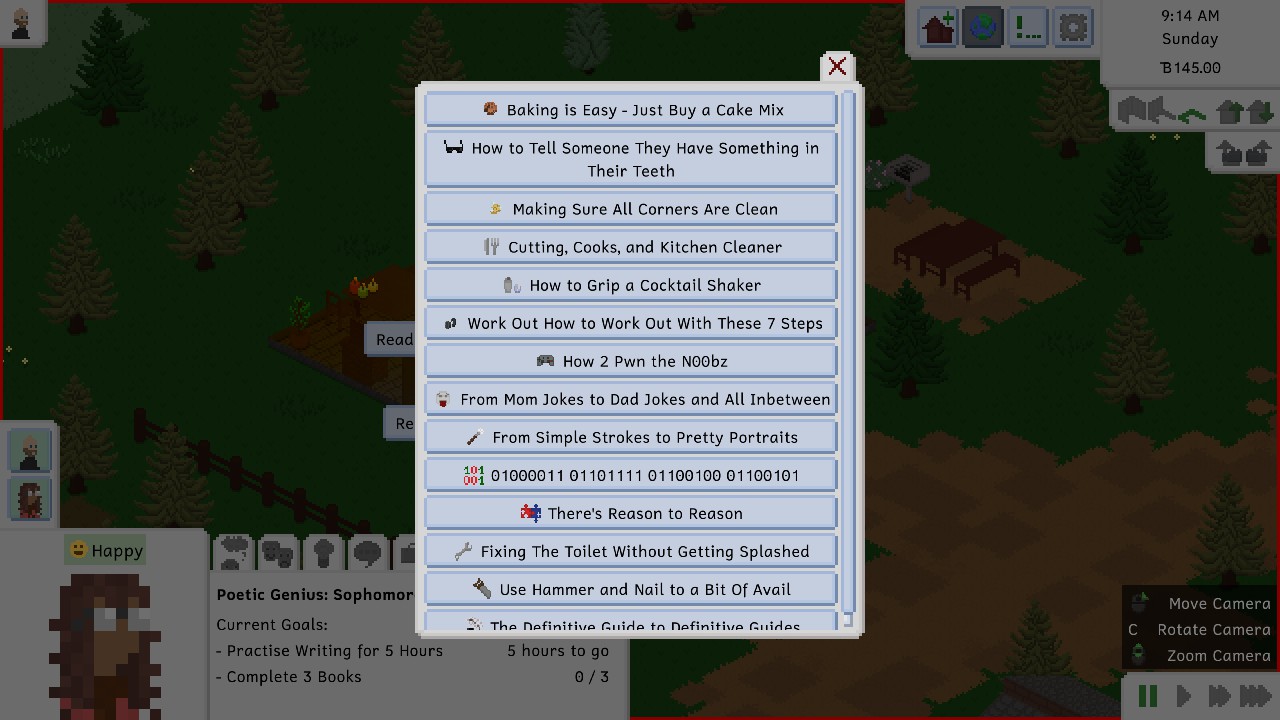 9:14 AM
Sunday
Ɓ145.00
Baking is Easy - Just Buy a Cake Mix
How to Tell Someone They Have Something in
Their Teeth
Making Sure All Corners Are Clean
Cutting, Cooks, and Kitchen Cleaner
How to Grip a Cocktail Shaker
Work Out How to Work Out With These 7 Steps
Read
How 2 Pwn the N00bz
From Mom Jokes to Dad Jokes and All Inbetween
Re
From Simple Strokes to Pretty Portraits
101
001
01000011 01101111 01100100 01100101
There's Reason to Reason
Fixing The Toilet Without Getting Splashed
Use Hammer and Nail to a Bit Of Avail
The Definitive Guide to Definitive Guides
Happy
Poetic Genius: Sophomor
Current Goals:
- Practise Writing for 5 Hours 5 hours to go
- Complete 3 Books 0 / 3
Move Camera
C Rotate Camera
Zoom Camera